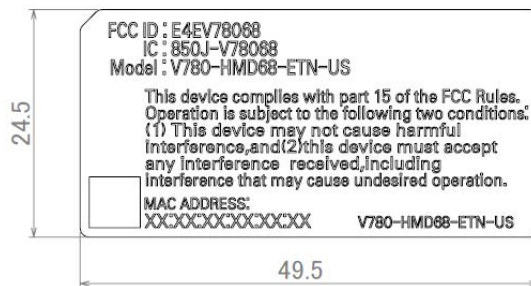 FCC ID : E4EV78068
IC : 850J-V78068
Model : V780-HMD68-ETN-US
This device complies with part 15 of the FCC Rules.
Operation is subject to the following two conditions:
(1) This device may not cause harmful
interference,and(2)this device must accept
any interference received,including
interference that may cause undesired operation.
MAC ADDRESS:
XX:XX:XX:XX:XX:XX
V780-HMD68-ETN-US
24.5
49.5